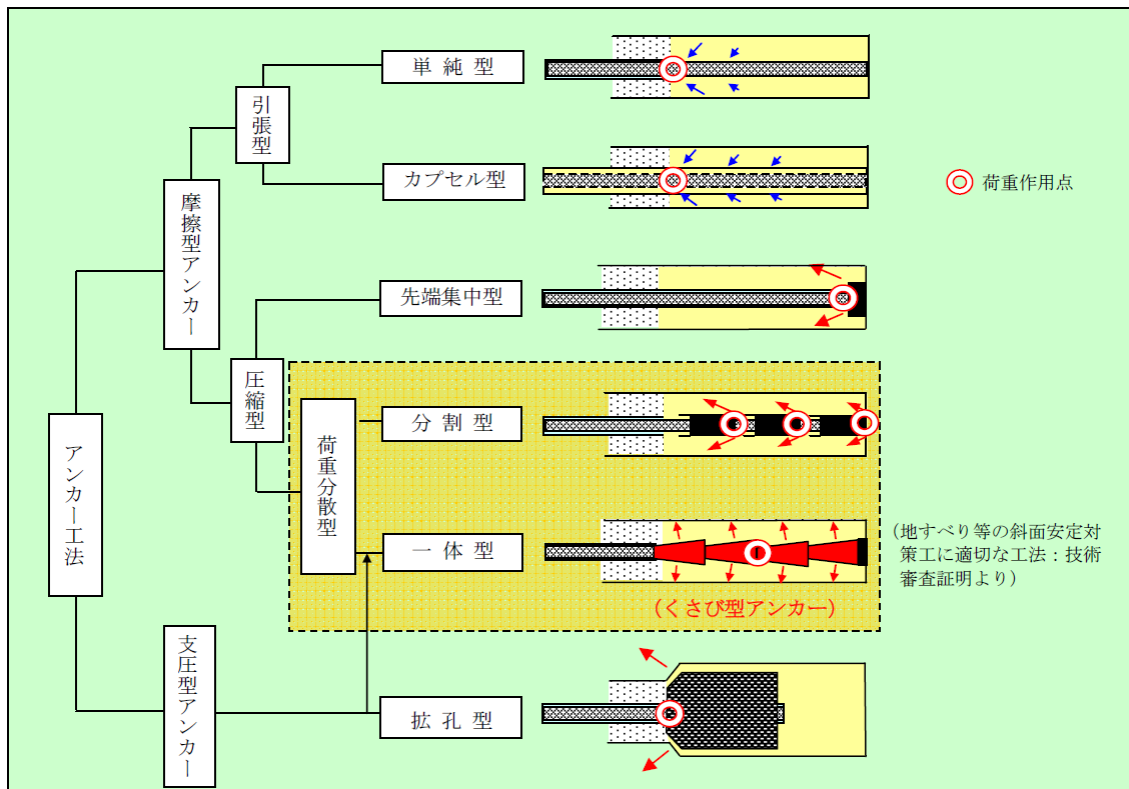 単純型
引張型
カプセル型
荷重作用点
摩擦型アンカー
先端集中型
圧縮型
分割型
荷重分散型
アンカー工法
一体型
(地すべり等の斜面安定対
策工に適切な工法：技術
審査証明より)
(くさび型アンカー)
支圧型アンカー
拡孔型